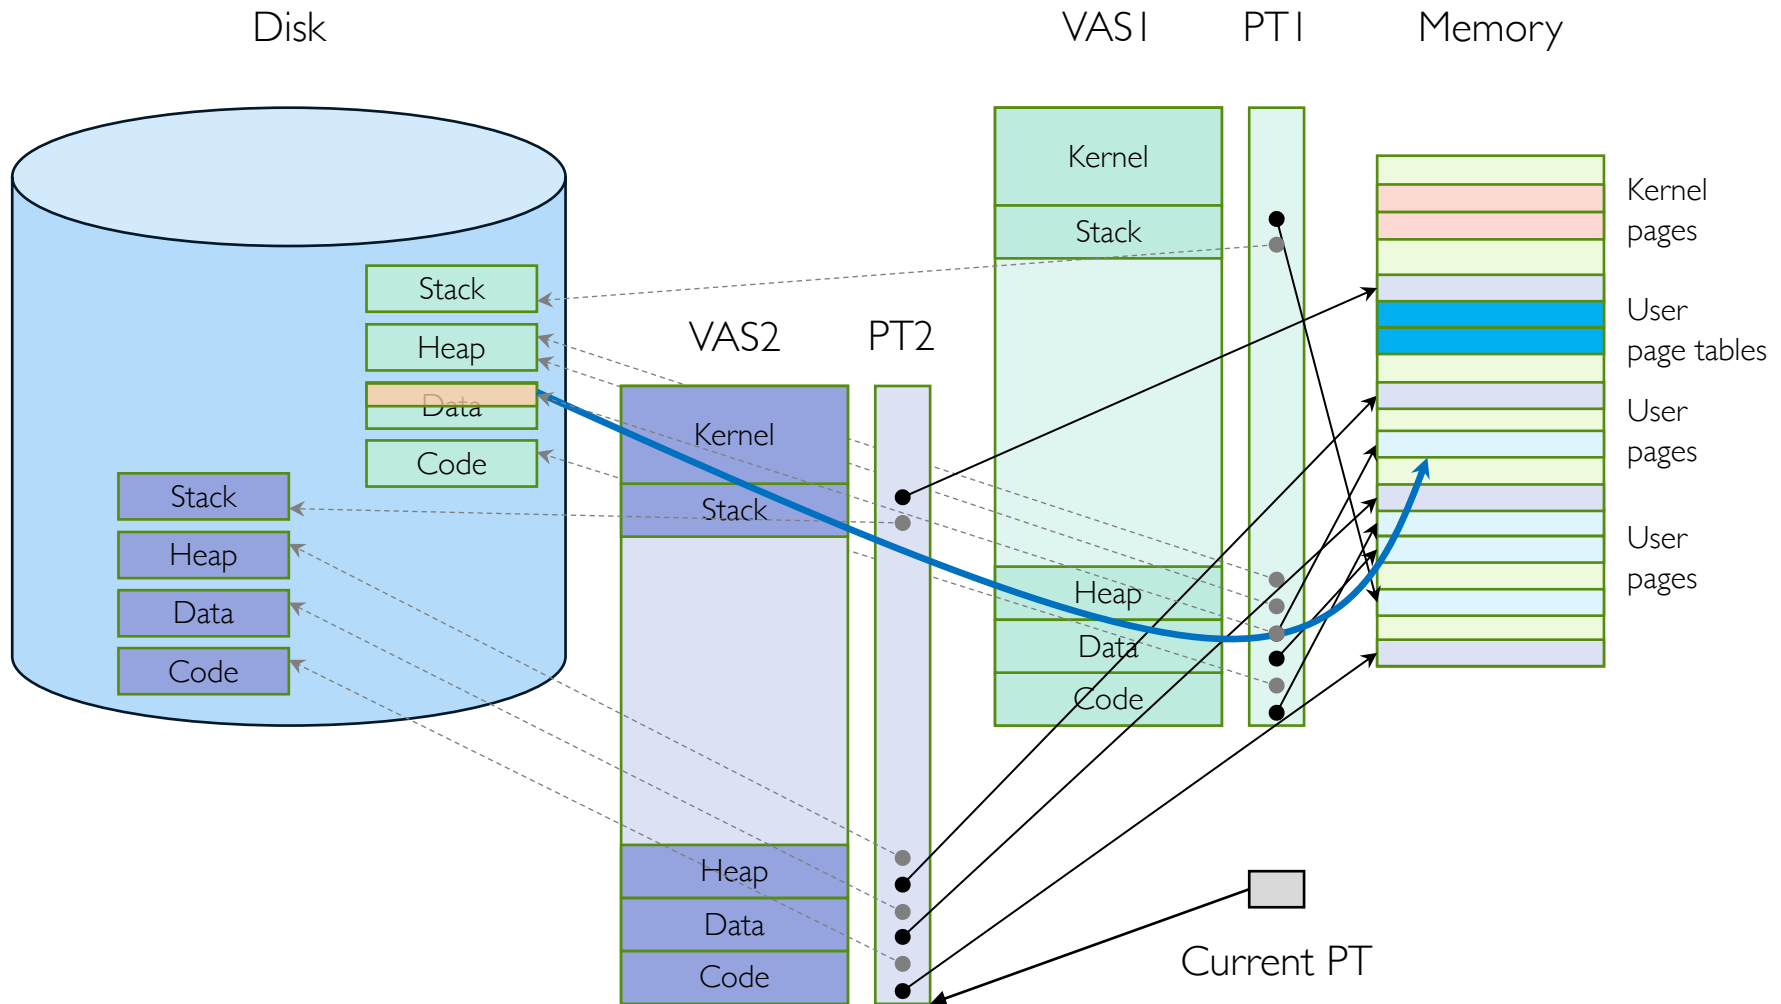 Disk
VAS1
PT1
Memory
Kernel
Stack
Heap
Data
Code
Kernel
pages
User
page tables
User
pages
User
pages
Stack
Heap
Data
Code
Stack
Heap
Data
Code
VAS2
PT2
Kernel
Stack
Heap
Data
Code
Current PT